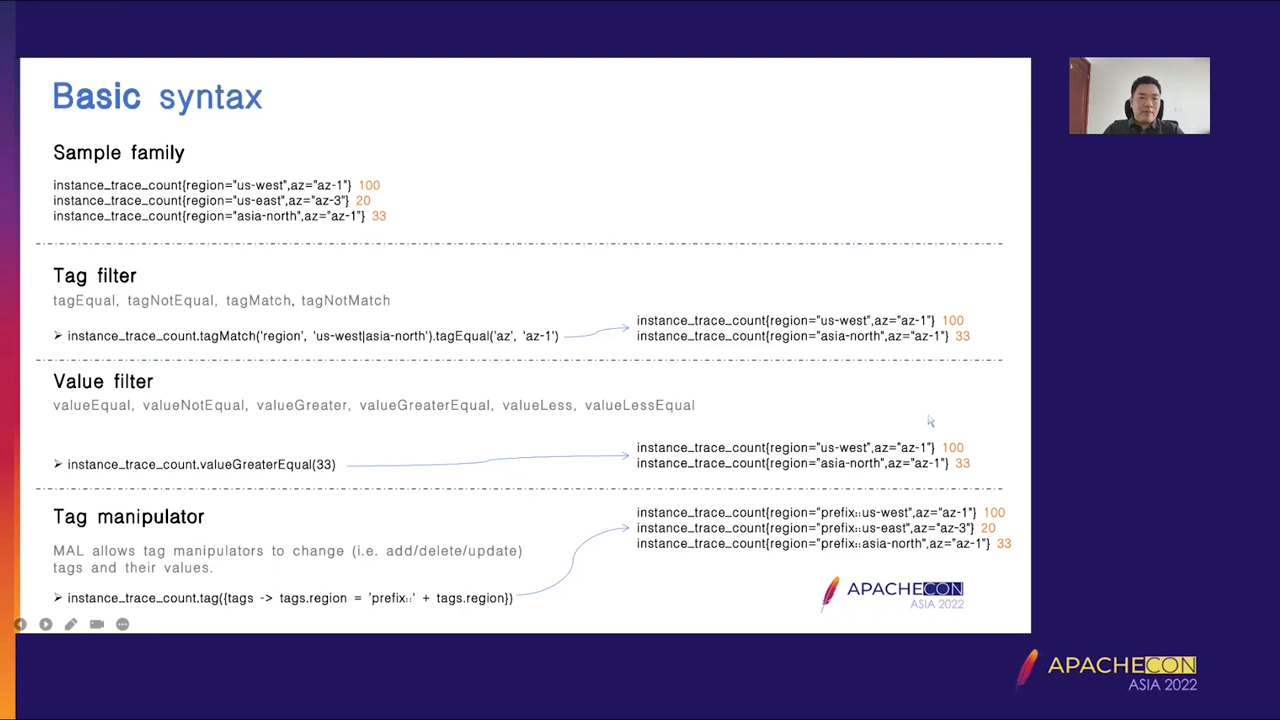 Basic syntax
Sample family
instance_trace_count{region="us-west",az="az-1"} 100
instance_trace_count{region="us-east",az="az-3"} 20
instance_trace_count{region="asia-north",az="az-1"} 33
Tag filter
tagEqual, tagNotEqual, tagMatch, tagNotMatch
➢ instance_trace_count.tagMatch('region', 'us-west|asia-north').tagEqual('az', 'az-1')
instance_trace_count{region="us-west",az="az-1"} 100
instance_trace_count{region="asia-north",az="az-1"} 33
Value filter
valueEqual, valueNotEqual, valueGreater, valueGreaterEqual, valueLess, valueLessEqual
➢ instance_trace_count.valueGreaterEqual(33)
instance_trace_count{region="us-west",az="az-1"} 100
instance_trace_count{region="asia-north",az="az-1"} 33
Tag manipulator
MAL allows tag manipulators to change (i.e. add/delete/update)
tags and their values.
➢ instance_trace_count.tag({tags -> tags.region = 'prefix::' + tags.region})
instance_trace_count{region="prefix::us-west",az="az-1"} 100
instance_trace_count{region="prefix::us-east",az="az-3"} 20
instance_trace_count{region="prefix::asia-north",az="az-1"} 33
APACHECON
ASIA 2022
APACHECON
ASIA 2022